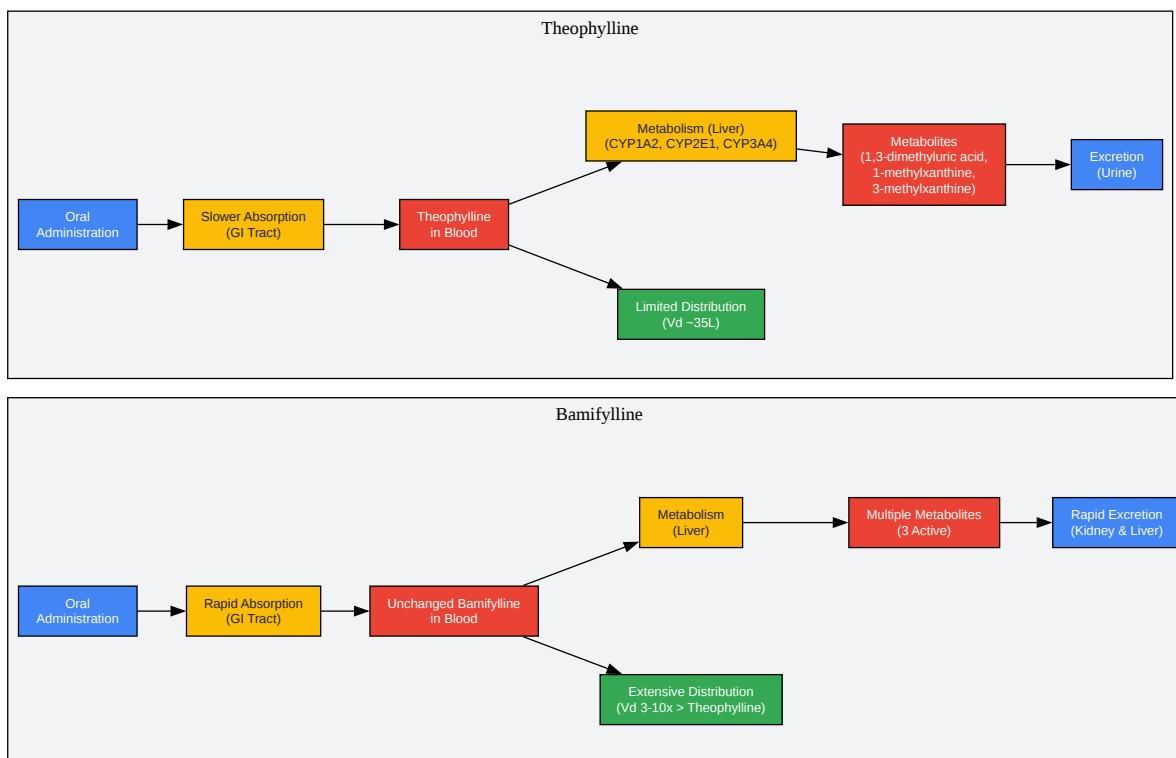 Theophylline
Oral
Administration
Slower Absorption
(GI Tract)
Theophylline
in Blood
Metabolism (Liver)
(CYP1A2, CYP2E1, CYP3A4)
Metabolites
(1,3-dimethyluric acid,
1-methylxanthine,
3-methylxanthine)
Excretion
(Urine)
Limited Distribution
(Vd ~35L)
Bamifylline
Oral
Administration
Rapid Absorption
(GI Tract)
Unchanged Bamifylline
in Blood
Metabolism
(Liver)
Multiple Metabolites
(3 Active)
Rapid Excretion
(Kidney & Liver)
Extensive Distribution
(Vd 3-10x > Theophylline)